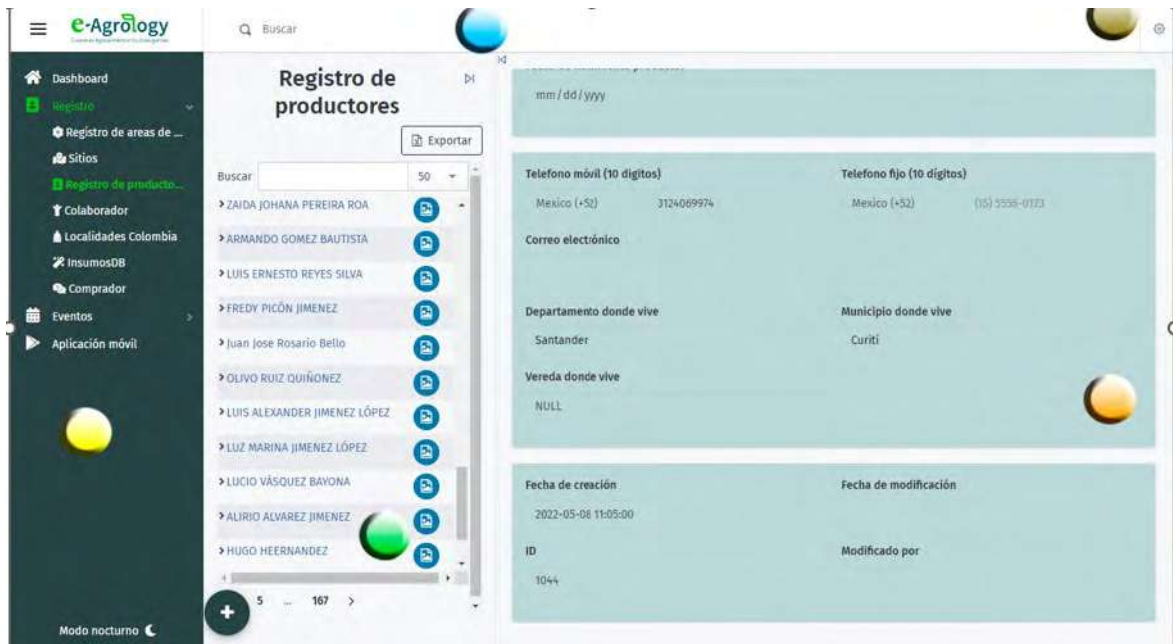 e-Agrology
Buscar
Dashboard
Registro
Registro de areas de ...
Sitios
Registro de producto...
Colaborador
Localidades Colombia
InsumosDB
Comprador
Eventos
Aplicación móvil
Modo nocturno
Registro de
productores
Exportar
Buscar
50
ZAIDA JOHANA PEREIRA ROA
ARMANDO GOMEZ BAUTISTA
LUIS ERNESTO REYES SILVA
FREDY PICÓN JIMENEZ
Juan Jose Rosario Bello
OLIVO RUIZ QUIÑONEZ
LUIS ALEXANDER JIMENEZ LÓPEZ
LUZ MARINA JIMENEZ LÓPEZ
LUCIO VÁSQUEZ BAYONA
ALIRIO ALVAREZ JIMENEZ
HUGO HEERNANDEZ
+ 5 ... 167 >
mm/dd/yyyy
Telefono móvil (10 digitos) Telefono fijo (10 dígitos)
Mexico (+52) 3124069974 Mexico (+52) (15) 5556-0123
Correo electrónico
Departamento donde vive Municipio donde vive
Santander Curití
Vereda donde vive
NULL
Fecha de creación Fecha de modificación
2022-05-08 11:05:00
ID Modificado por
1044